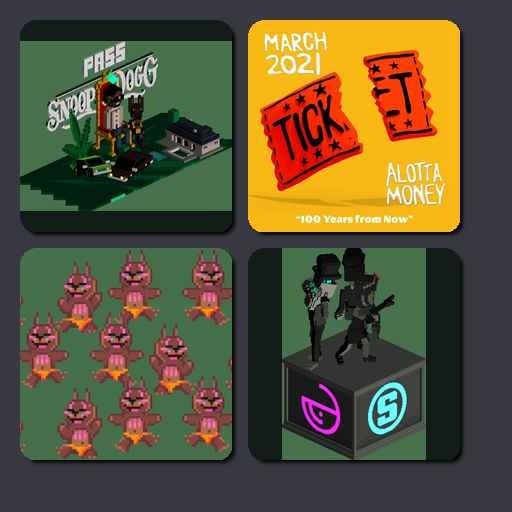 PASS
SNOOP DOGG
MARCH
2021
TICK
ET
ALOTTA
MONEY
"100 Years from Now"
S